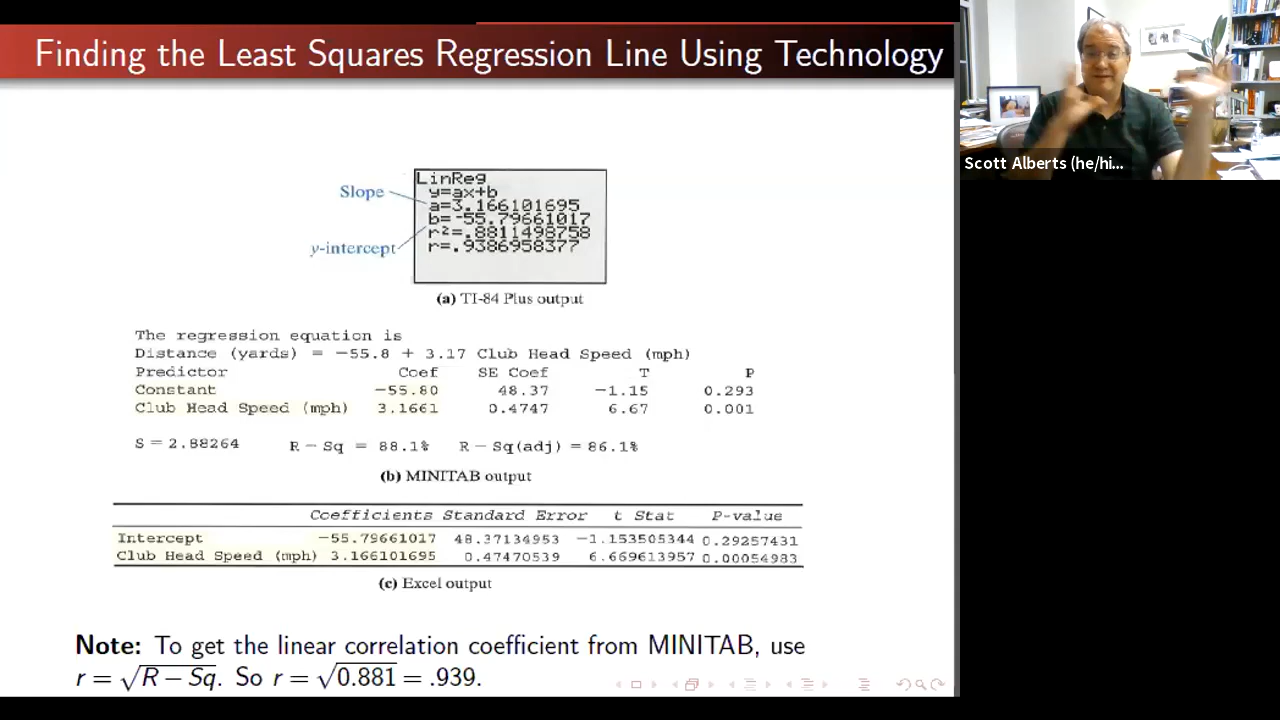 Finding the Least Squares Regression Line Using Technology
Scott Alberts (he/hi...
LinReg
y=ax+b
Slope
a=3.166101695
b=-55.79661017
r²=.8811498758
y-intercept
r=.9386958377
(a) TI-84 Plus output
The regression equation is
Distance (yards) = -55.8 + 3.17 Club Head Speed (mph)
Predictor Coef SE Coef T P
Constant -55.80 48.37 -1.15 0.293
Club Head Speed (mph) 3.1661 0.4747 6.67 0.001
S = 2.88264 R - Sq = 88.1% R - Sq(adj) = 86.1%
(b) MINITAB output
Coefficients Standard Error t Stat P-value
Intercept -55.79661017 48.37134953 -1.153505344 0.29257431
Club Head Speed (mph) 3.166101695 0.47470539 6.669613957 0.00054983
(c) Excel output
Note: To get the linear correlation coefficient from MINITAB, use
r = √R − Sq. So r = √0.881 = .939.